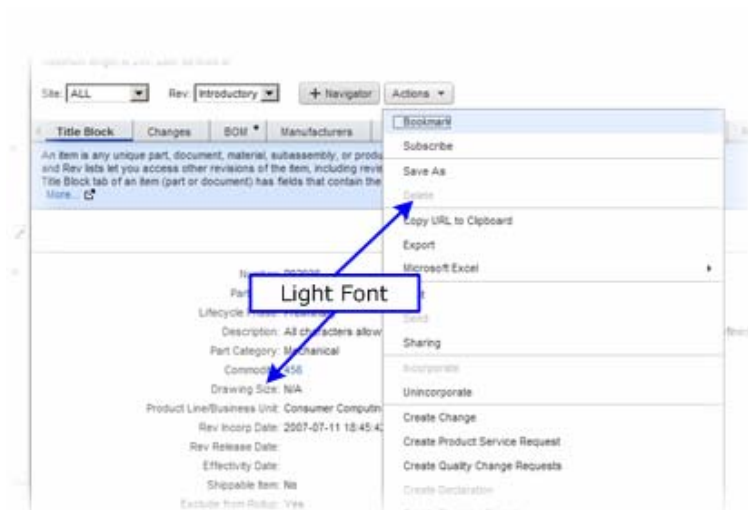 Site: ALL Rev: Introductory + Navigator Actions
Title Block Changes BOM * Manufacturers
Bookmark
An item is any unique part, document, material, subassembly, or produ
and Rev lists let you access other revisions of the item, including revis
Title Block tab of an item (part or document) has fields that contain the
More...
Subscribe
Save As
Delete
Copy URL to Clipboard
Export
Microsoft Excel
Light Font
Send
Sharing
Incorporate
Unincorporate
Create Change
Create Product Service Request
Create Quality Change Requests
Create Declaration
Lifecycle
Description: All characters allow
Part Category: Mechanical
Commodity 456
Drawing Size: N/A
Product Line/Business Unit: Consumer Computin
Rev Incorp Date: 2007-07-11 18:45:4
Rev Release Date:
Effectivity Date:
Shippable Item: No
Exclude from Rollup: Yes